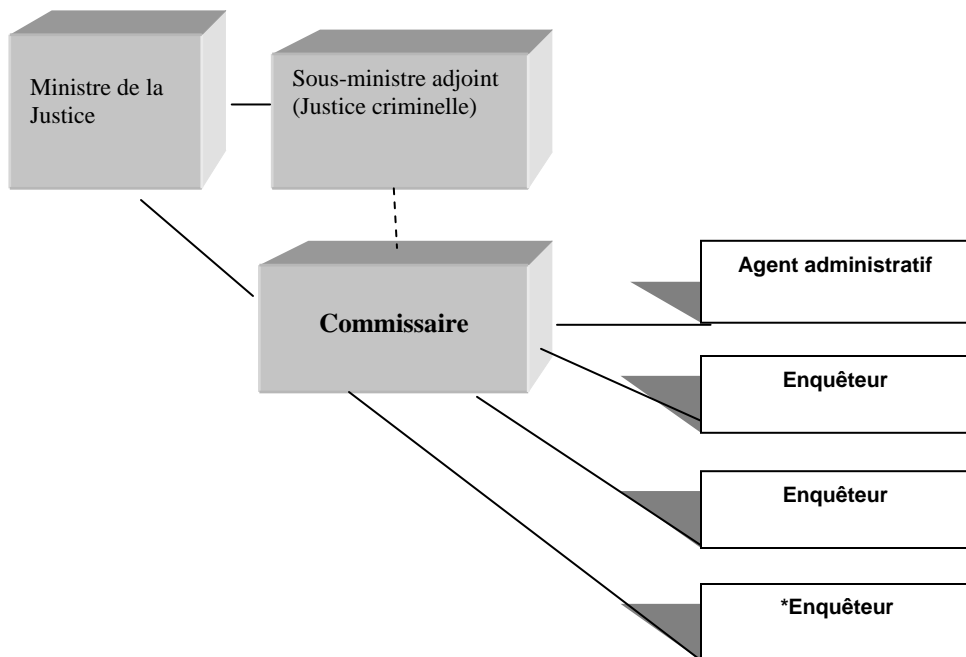 Ministre de la
Justice
Sous-ministre adjoint
(Justice criminelle)
Commissaire
Agent administratif
Enquêteur
Enquêteur
*Enquêteur